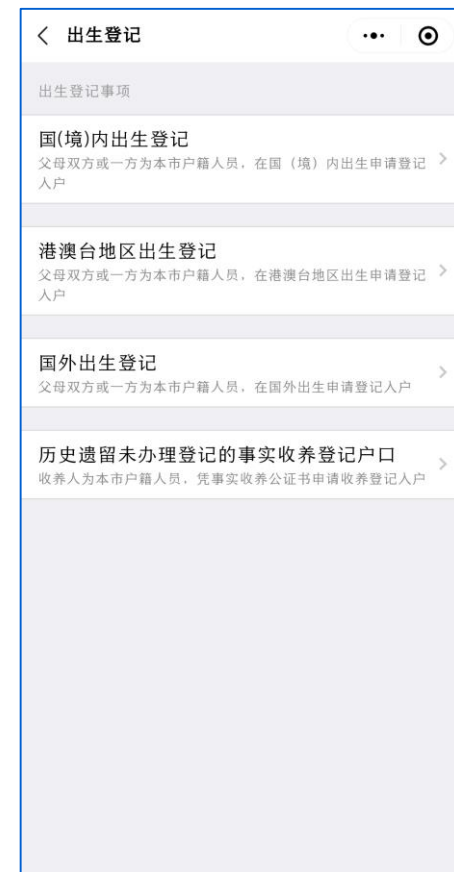 出生登记
出生登记事项
国(境)内出生登记
父母双方或一方为本市户籍人员，在国（境）内出生申请登记
入户
港澳台地区出生登记
父母双方或一方为本市户籍人员，在港澳台地区出生申请登记
入户
国外出生登记
父母双方或一方为本市户籍人员，在国外出生申请登记入户
历史遗留未办理登记的事实收养登记户口
收养人为本市户籍人员，凭事实收养公证书申请收养登记入户